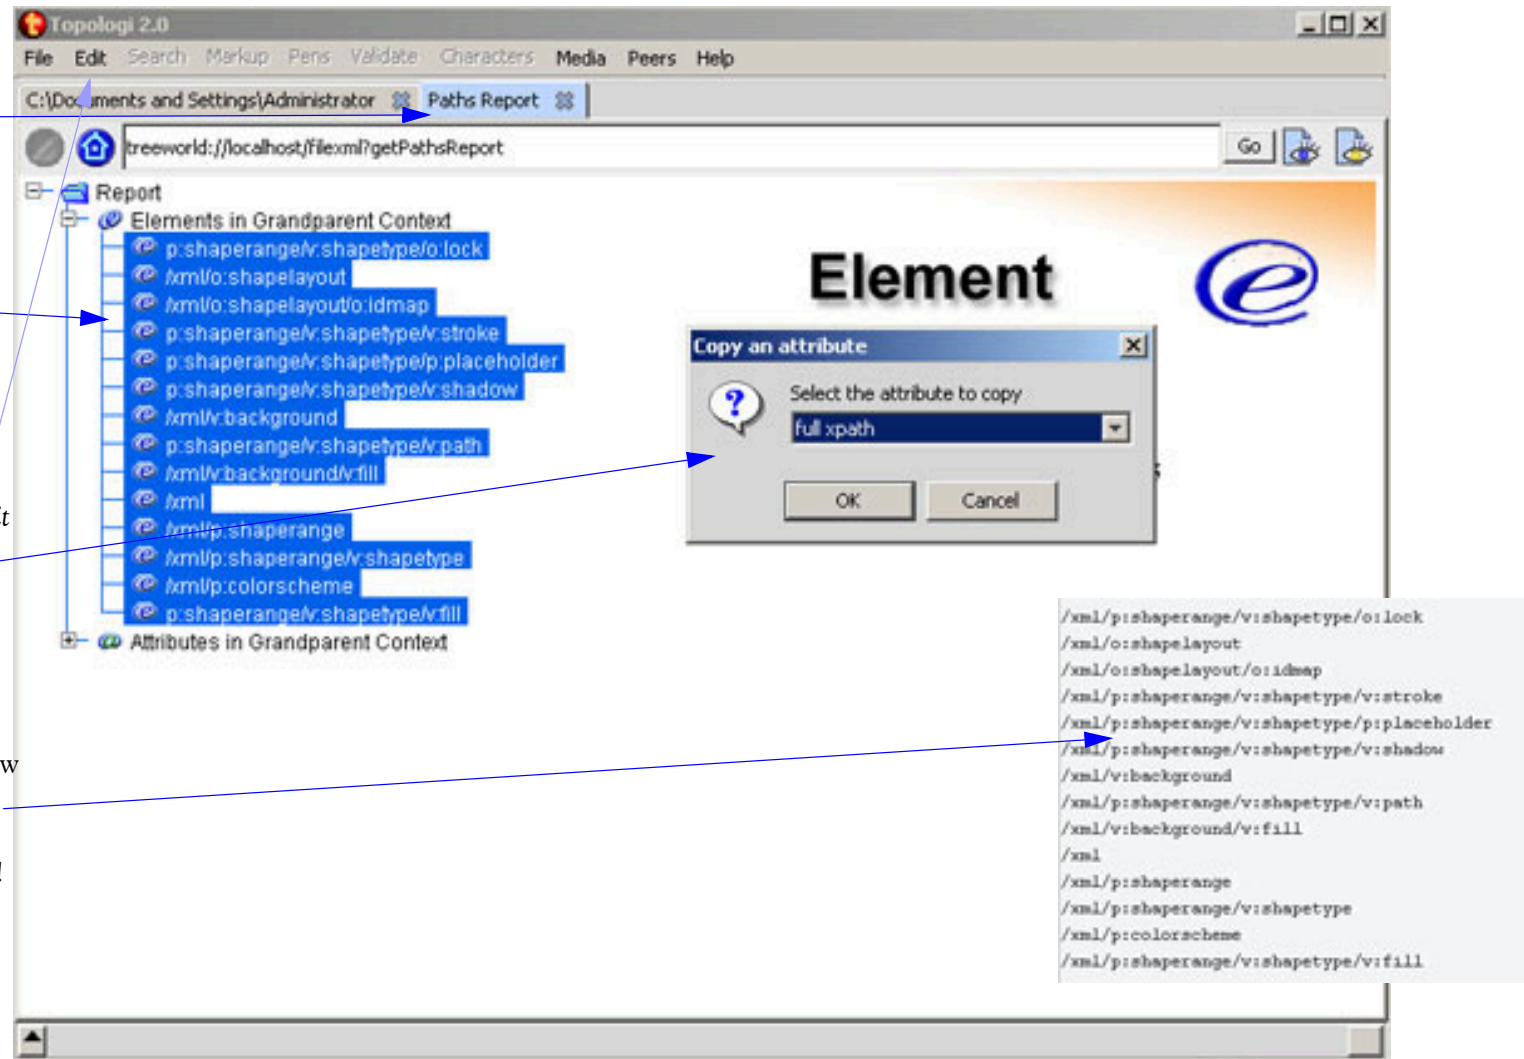 Topologi 2.0
File Edit Search Markup Pens Validate Characters Media Peers Help
C:\Documents and Settings\Administrator Paths Report
treeworld://localhost/filexml?getPathsReport Go
Report
Elements in Grandparent Context
p:shaperange/v:shapetype/o:lock
/xml/o:shapelayout
/xml/o:shapelayout/o:idmap
p:shaperange/v:shapetype/v:stroke
p:shaperange/v:shapetype/p:placeholder
p:shaperange/v:shapetype/v:shadow
/xml/v:background
p:shaperange/v:shapetype/v:path
/xml/v:background/v:fill
/xml
/xml/p:shaperange
/xml/p:shaperange/v:shapetype
/xml/p:colorscheme
p:shaperange/v:shapetype/v:fill
Attributes in Grandparent Context
Element
e
Copy an attribute
Select the attribute to copy
full xpath
OK Cancel
/xml/p:shaperange/v:shapetype/o:lock
/xml/o:shapelayout
/xml/o:shapelayout/o:idmap
/xml/p:shaperange/v:shapetype/v:stroke
/xml/p:shaperange/v:shapetype/p:placeholder
/xml/p:shaperange/v:shapetype/v:shadow
/xml/v:background
/xml/p:shaperange/v:shapetype/v:path
/xml/v:background/v:fill
/xml
/xml/p:shaperange
/xml/p:shaperange/v:shapetype
/xml/p:colorscheme
/xml/p:shaperange/v:shapetype/v:fill